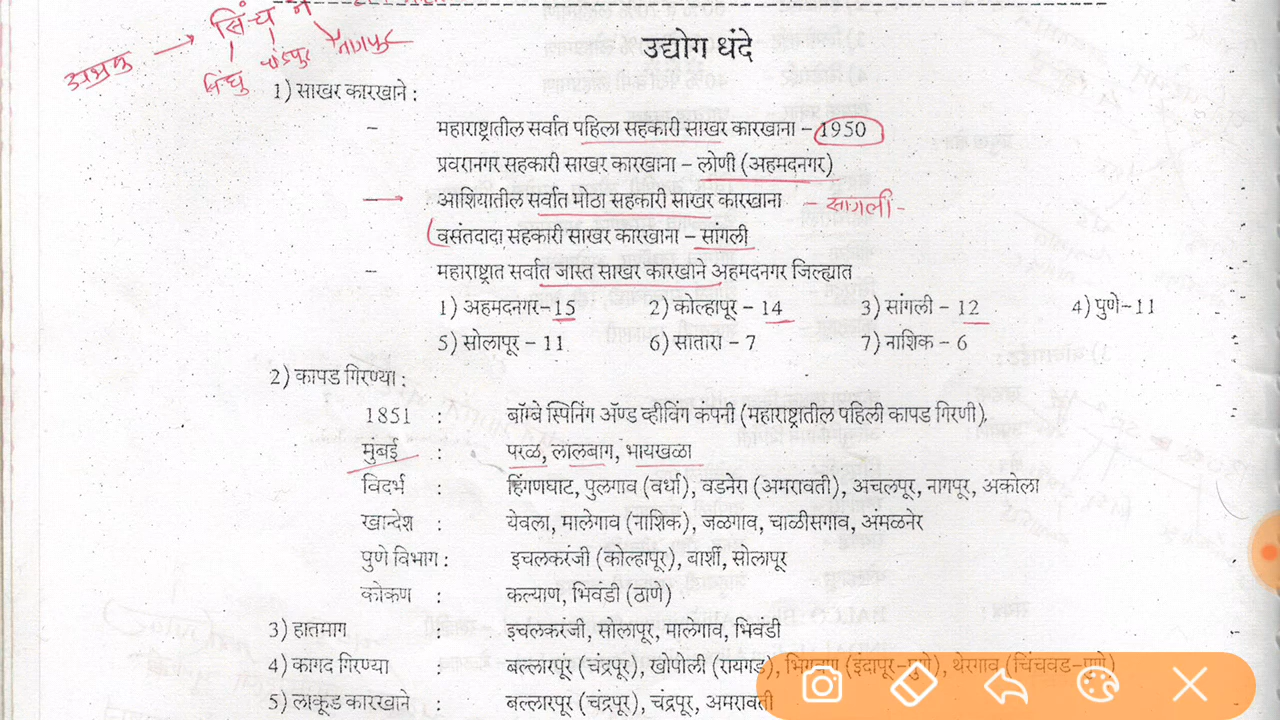 सिंचन
अभ्रक → सिंधु चंद्रपुर नागपुर
उद्योग धंदे
1) साखर कारखाने :
– महाराष्ट्रातील सर्वात पहिला सहकारी साखर कारखाना – 1950
प्रवरानगर सहकारी साखर कारखाना – लोणी (अहमदनगर)
→ आशियातील सर्वात मोठा सहकारी साखर कारखाना – सांगली –
वसंतदादा सहकारी साखर कारखाना – सांगली
– महाराष्ट्रात सर्वात जास्त साखर कारखाने अहमदनगर जिल्ह्यात
1) अहमदनगर–15 2) कोल्हापूर – 14 3) सांगली – 12 4) पुणे–11
5) सोलापूर – 11 6) सातारा – 7 7) नाशिक – 6
2) कापड गिरण्या :
1851 : बॉम्बे स्पिनिंग ॲण्ड व्हीविंग कंपनी (महाराष्ट्रातील पहिली कापड गिरणी),
मुंबई : परळ, लालबाग, भायखळा
विदर्भ : हिंगणघाट, पुलगाव (वर्धा), वडनेरा (अमरावती), अचलपूर, नागपूर, अकोला
खान्देश : येवला, मालेगाव (नाशिक), जळगाव, चाळीसगाव, अंमळनेर
पुणे विभाग : इचलकरंजी (कोल्हापूर), बार्शी, सोलापूर
कोकण : कल्याण, भिवंडी (ठाणे)
3) हातमाग : इचलकरंजी, सोलापूर, मालेगाव, भिवंडी
4) कागद गिरण्या : बल्लारपूर (चंद्रपूर), खोपोली (रायगड), भिगवण (इंदापूर–पुणे), थेरगाव (चिंचवड–पुणे)
5) लाकूड कारखाने : बल्लारपूर (चंद्रपूर), चंद्रपूर, अमरावती